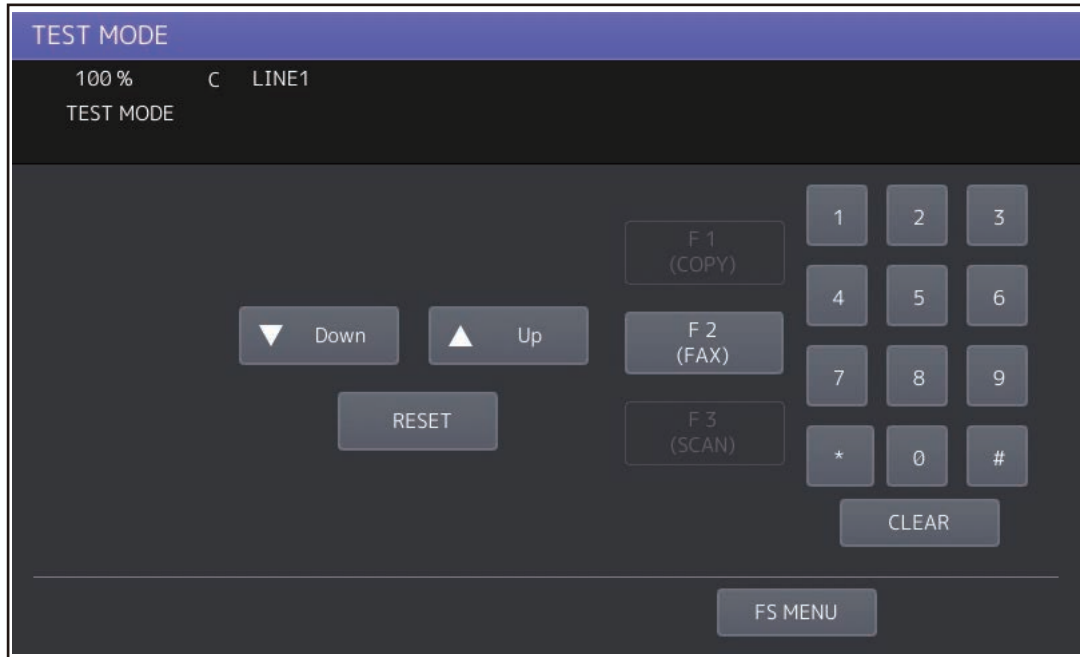 TEST MODE
100 % C LINE1
TEST MODE
1 2 3
F 1
(COPY)
4 5 6
Down Up
F 2
(FAX)
7 8 9
RESET
F 3
(SCAN)
* 0 #
CLEAR
FS MENU